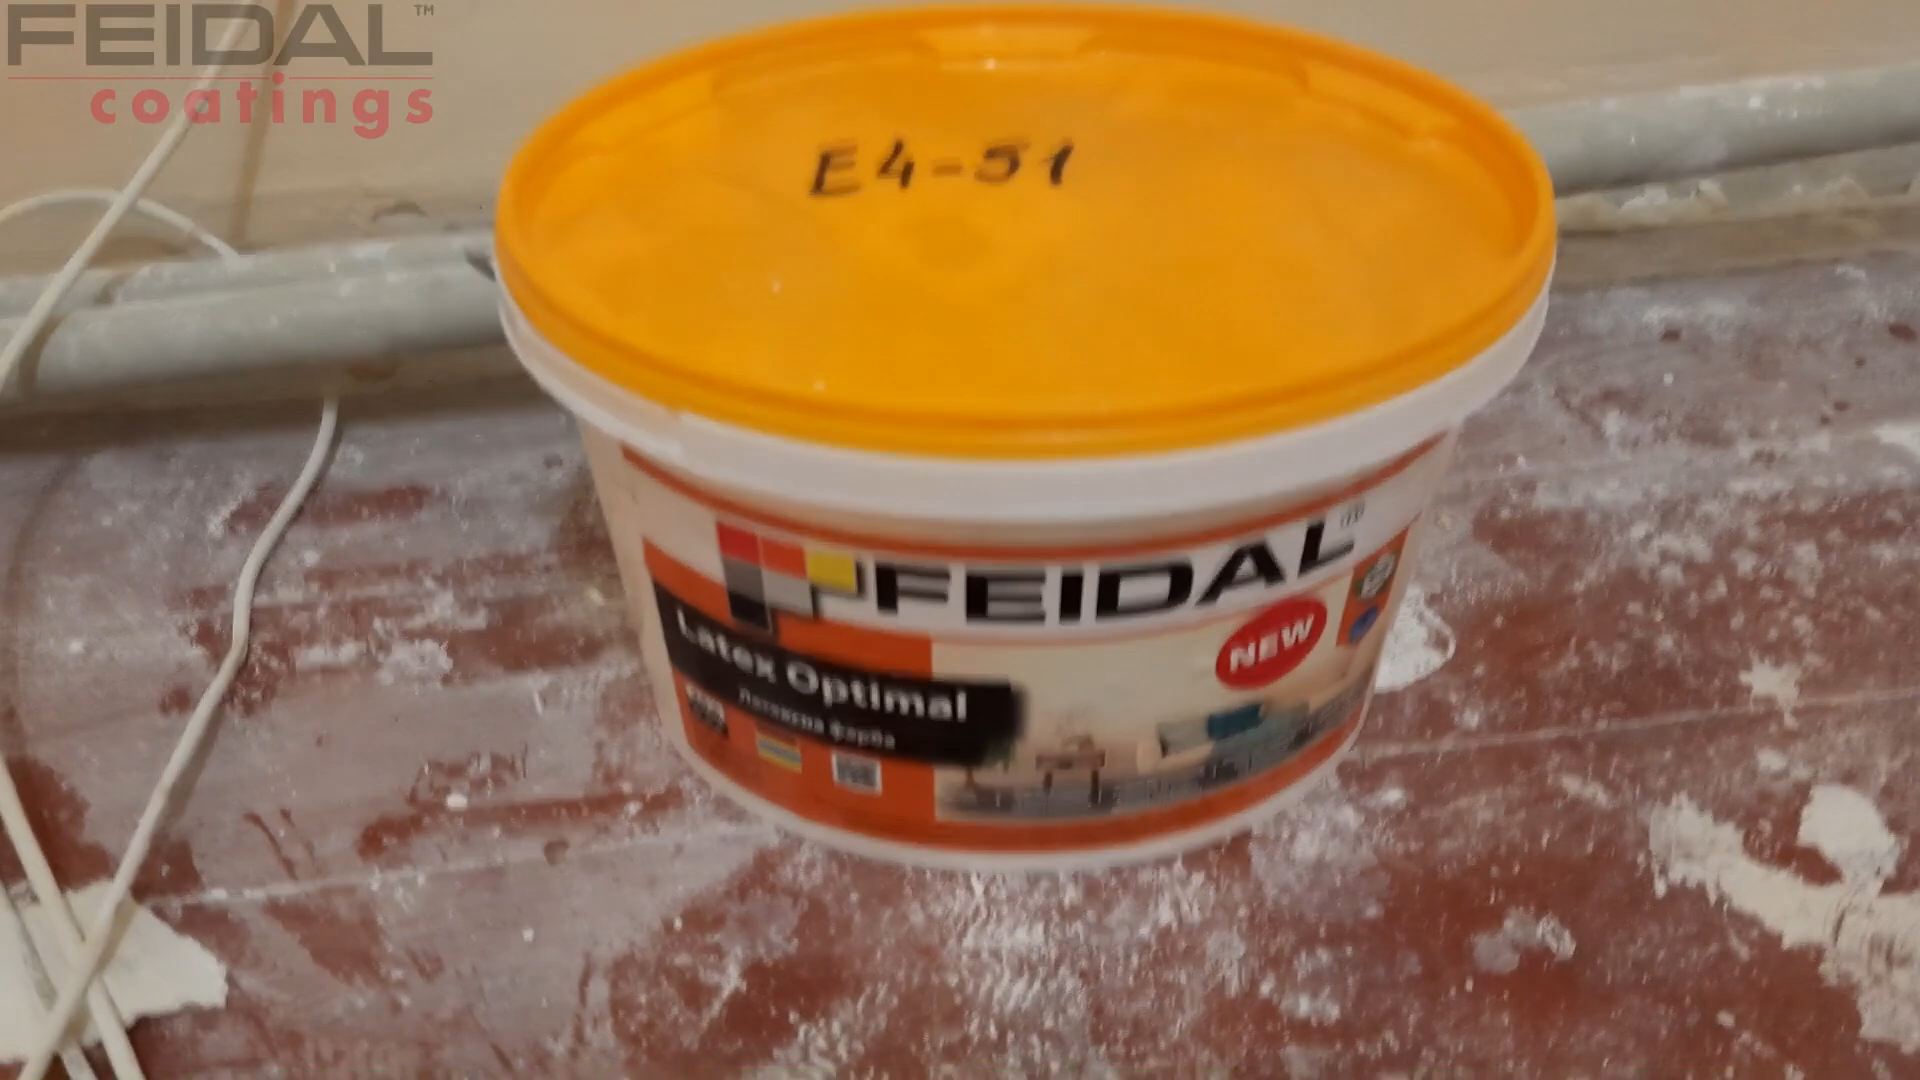 FEIDAL™
coatings
E4-51
FEIDAL
NEW
Latex Optimal
Латексна фарба